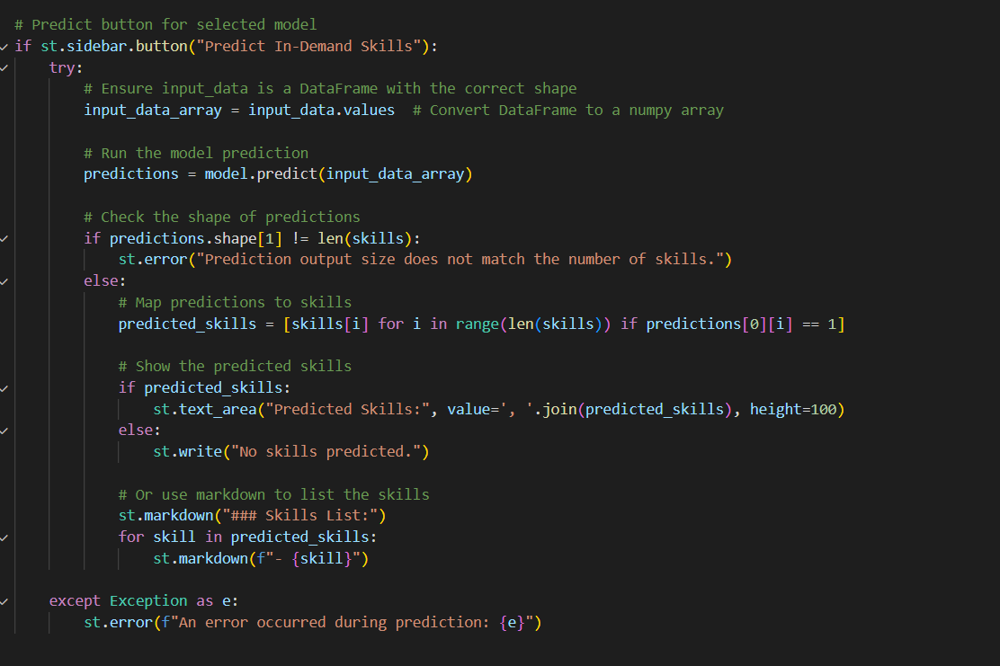 # Predict button for selected model
if st.sidebar.button("Predict In-Demand Skills"):
    try:
        # Ensure input_data is a DataFrame with the correct shape
        input_data_array = input_data.values  # Convert DataFrame to a numpy array

        # Run the model prediction
        predictions = model.predict(input_data_array)

        # Check the shape of predictions
        if predictions.shape[1] != len(skills):
            st.error("Prediction output size does not match the number of skills.")
        else:
            # Map predictions to skills
            predicted_skills = [skills[i] for i in range(len(skills)) if predictions[0][i] == 1]

            # Show the predicted skills
            if predicted_skills:
                st.text_area("Predicted Skills:", value=', '.join(predicted_skills), height=100)
            else:
                st.write("No skills predicted.")

            # Or use markdown to list the skills
            st.markdown("### Skills List:")
            for skill in predicted_skills:
                st.markdown(f"- {skill}")

    except Exception as e:
        st.error(f"An error occurred during prediction: {e}")